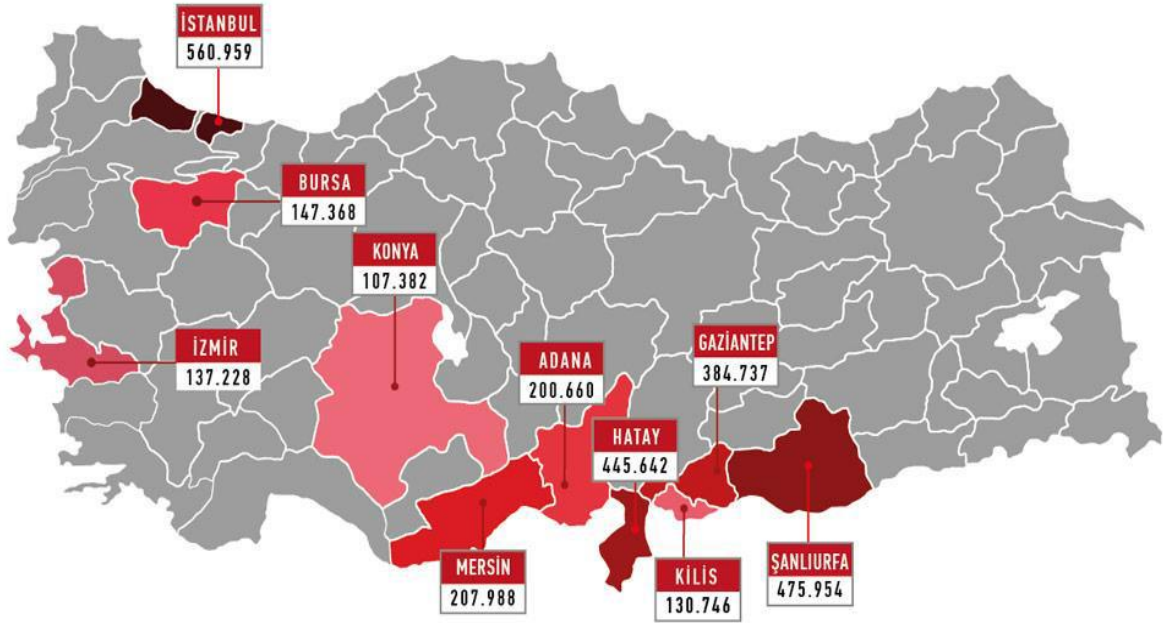 İSTANBUL
560.959
BURSA
147.368
KONYA
107.382
İZMİR
137.228
ADANA
200.660
GAZİANTEP
384.737
HATAY
445.642
MERSİN
207.988
KİLİS
130.746
ŞANLIURFA
475.954